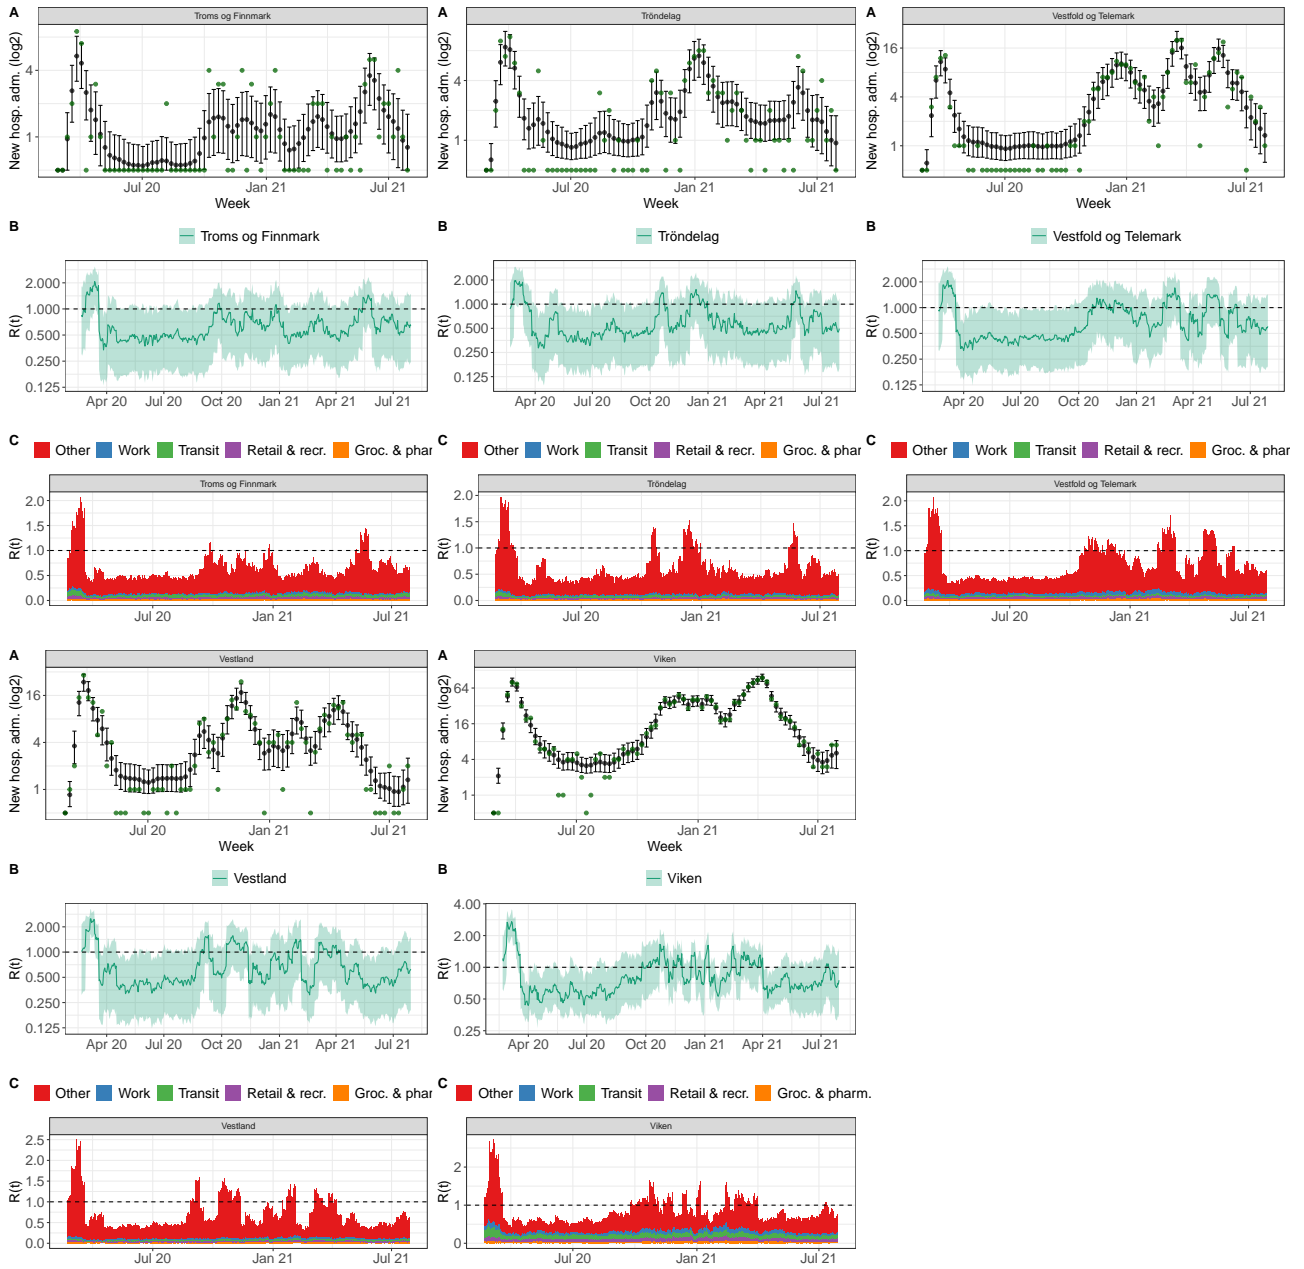 A A A
Troms og Finnmark Tröndelag Vestfold og Telemark
New hosp. adm. (log2) New hosp. adm. (log2) New hosp. adm. (log2)
4 4 16
1 1 4
1
Jul 20 Jan 21 Jul 21 Jul 20 Jan 21 Jul 21 Jul 20 Jan 21 Jul 21
Week Week Week
B B B
Troms og Finnmark Tröndelag Vestfold og Telemark
R(t) R(t) R(t)
2.000 2.000 2.000
1.000 1.000 1.000
0.500 0.500 0.500
0.250 0.250 0.250
0.125 0.125 0.125
Apr 20 Jul 20 Oct 20 Jan 21 Apr 21 Jul 21 Apr 20 Jul 20 Oct 20 Jan 21 Apr 21 Jul 21 Apr 20 Jul 20 Oct 20 Jan 21 Apr 21 Jul 21
C Other Work Transit Retail & recr. Groc. & phar C Other Work Transit Retail & recr. Groc. & phar C Other Work Transit Retail & recr. Groc. & phar
Troms og Finnmark Tröndelag Vestfold og Telemark
R(t) R(t) R(t)
2.0 2.0 2.0
1.5 1.5 1.5
1.0 1.0 1.0
0.5 0.5 0.5
0.0 0.0 0.0
Jul 20 Jan 21 Jul 21 Jul 20 Jan 21 Jul 21 Jul 20 Jan 21 Jul 21
A A
Vestland Viken
New hosp. adm. (log2) New hosp. adm. (log2)
16 64
4 16
1 4
1
Jul 20 Jan 21 Jul 21 Jul 20 Jan 21 Jul 21
Week Week
B B
Vestland Viken
R(t) R(t)
2.000 4.00
1.000 2.00
0.500 1.00
0.250 0.50
0.125 0.25
Apr 20 Jul 20 Oct 20 Jan 21 Apr 21 Jul 21 Apr 20 Jul 20 Oct 20 Jan 21 Apr 21 Jul 21
C Other Work Transit Retail & recr. Groc. & phar C Other Work Transit Retail & recr. Groc. & pharm.
Vestland Viken
R(t) R(t)
2.5
2.0 2
1.5
1.0 1
0.5
0.0 0
Jul 20 Jan 21 Jul 21 Jul 20 Jan 21 Jul 21